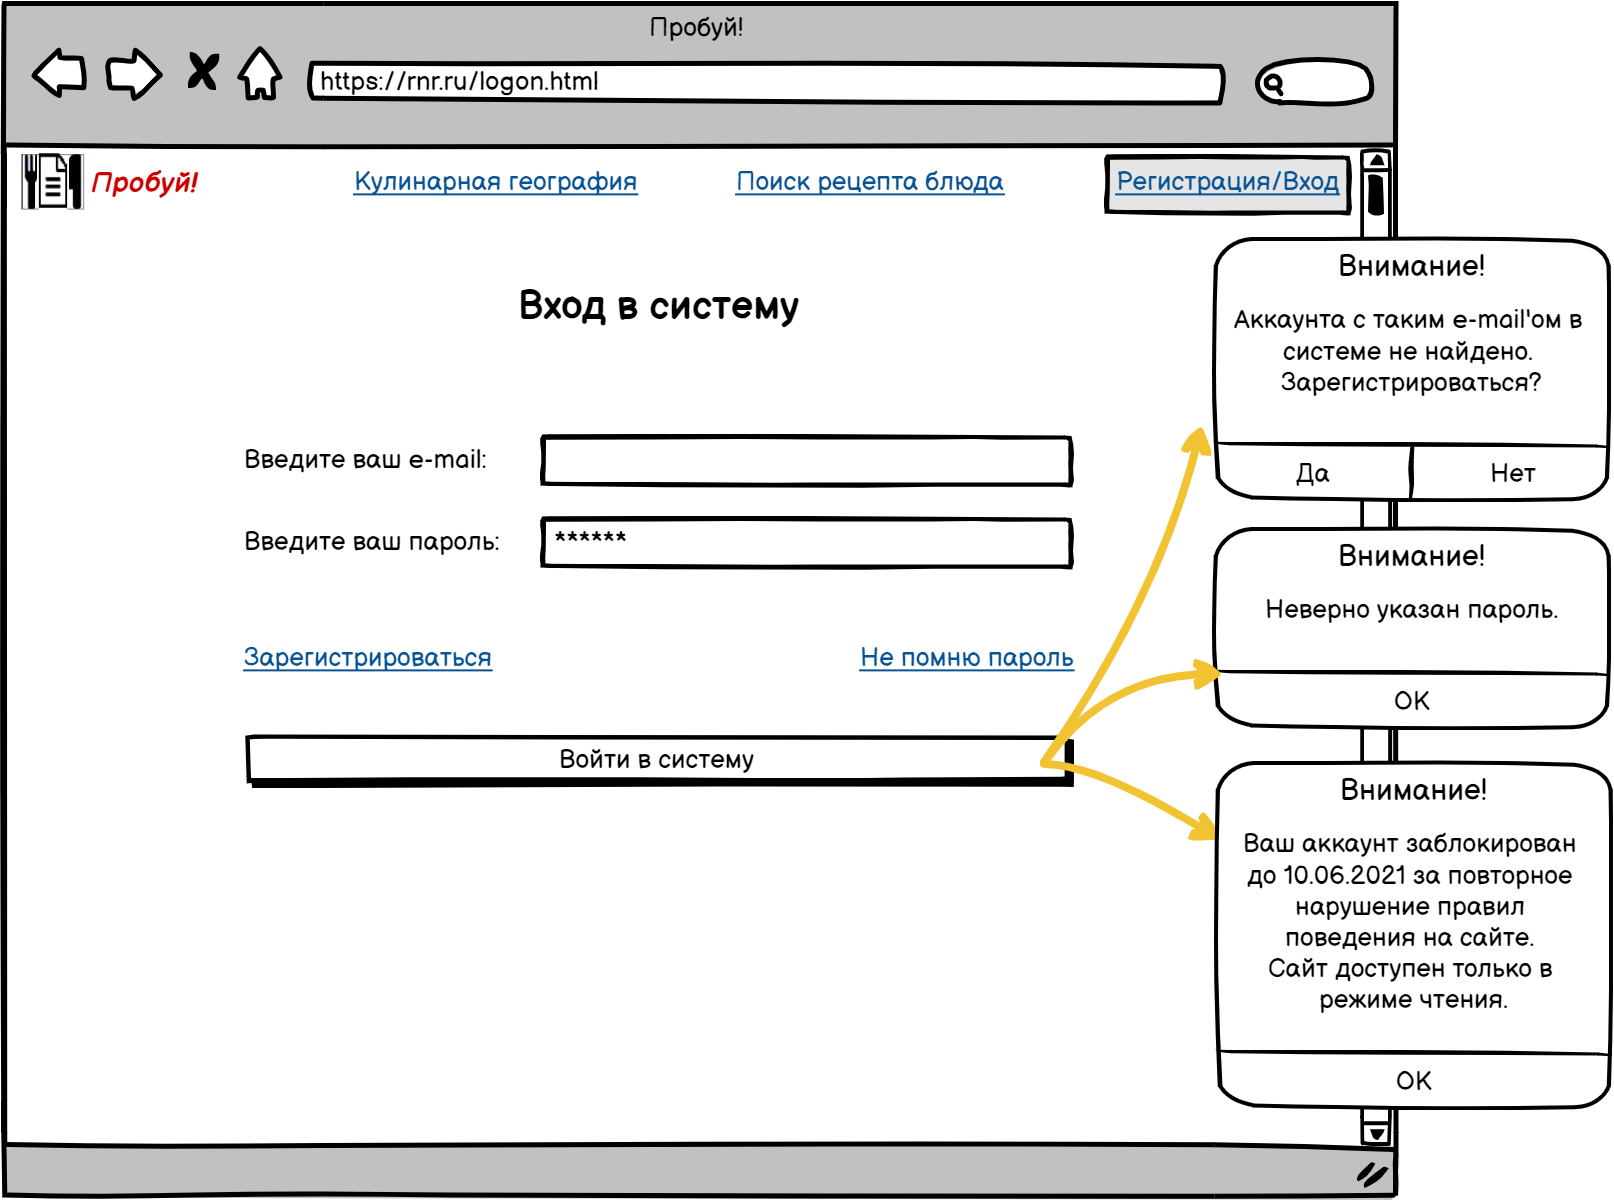 Пробуй!
https://rnr.ru/logon.html
Пробуй!
Кулинарная география
Поиск рецепта блюда
Регистрация/Вход
Вход в систему
Введите ваш e-mail:
Введите ваш пароль:
******
Зарегистрироваться
Не помню пароль
Войти в систему
Внимание!
Аккаунта с таким e-mail'ом в
системе не найдено.
Зарегистрироваться?
Да
Нет
Внимание!
Неверно указан пароль.
ОК
Внимание!
Ваш аккаунт заблокирован
до 10.06.2021 за повторное
нарушение правил
поведения на сайте.
Сайт доступен только в
режиме чтения.
ОК